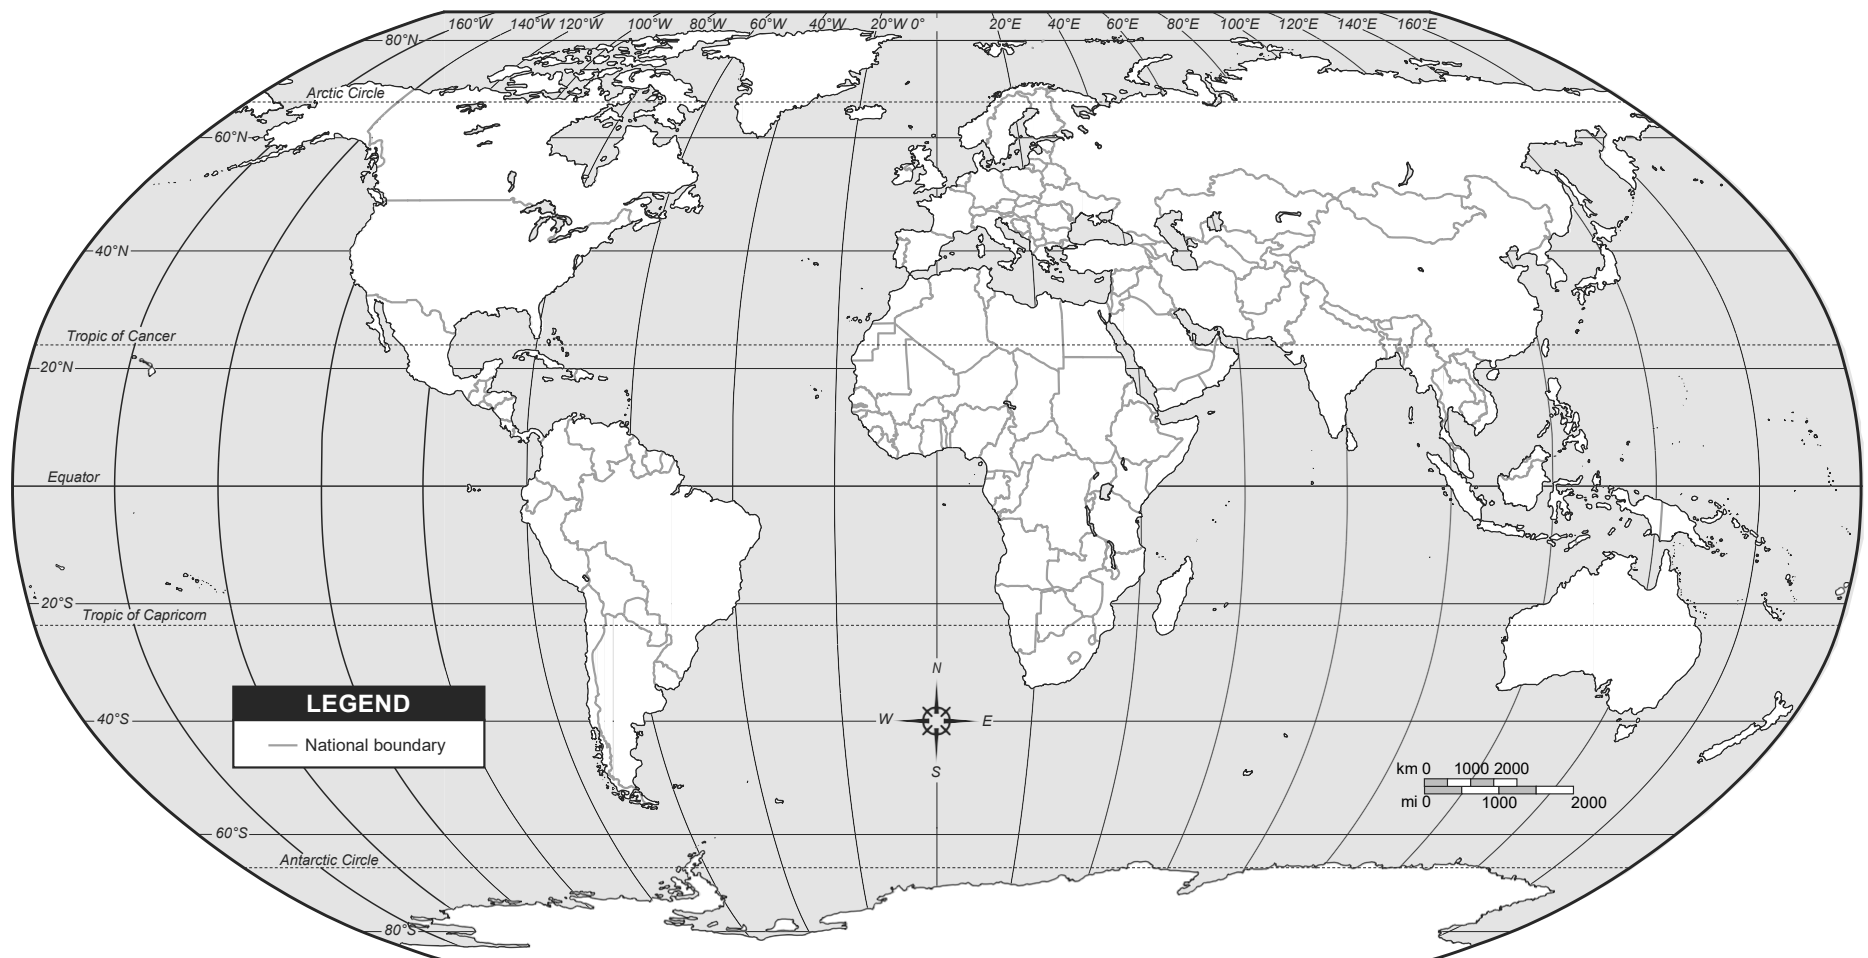 160°W 140°W 120°W 100°W 80°W 60°W 40°W 20°W 0° 20°E 40°E 60°E 80°E 100°E 120°E 140°E 160°E
80°N
Arctic Circle
60°N
40°N
Tropic of Cancer
20°N
Equator
20°S
Tropic of Capricorn
N
W E
S
LEGEND
National boundary
40°S
km 0 1000 2000
mi 0 1000 2000
60°S
Antarctic Circle
80°S